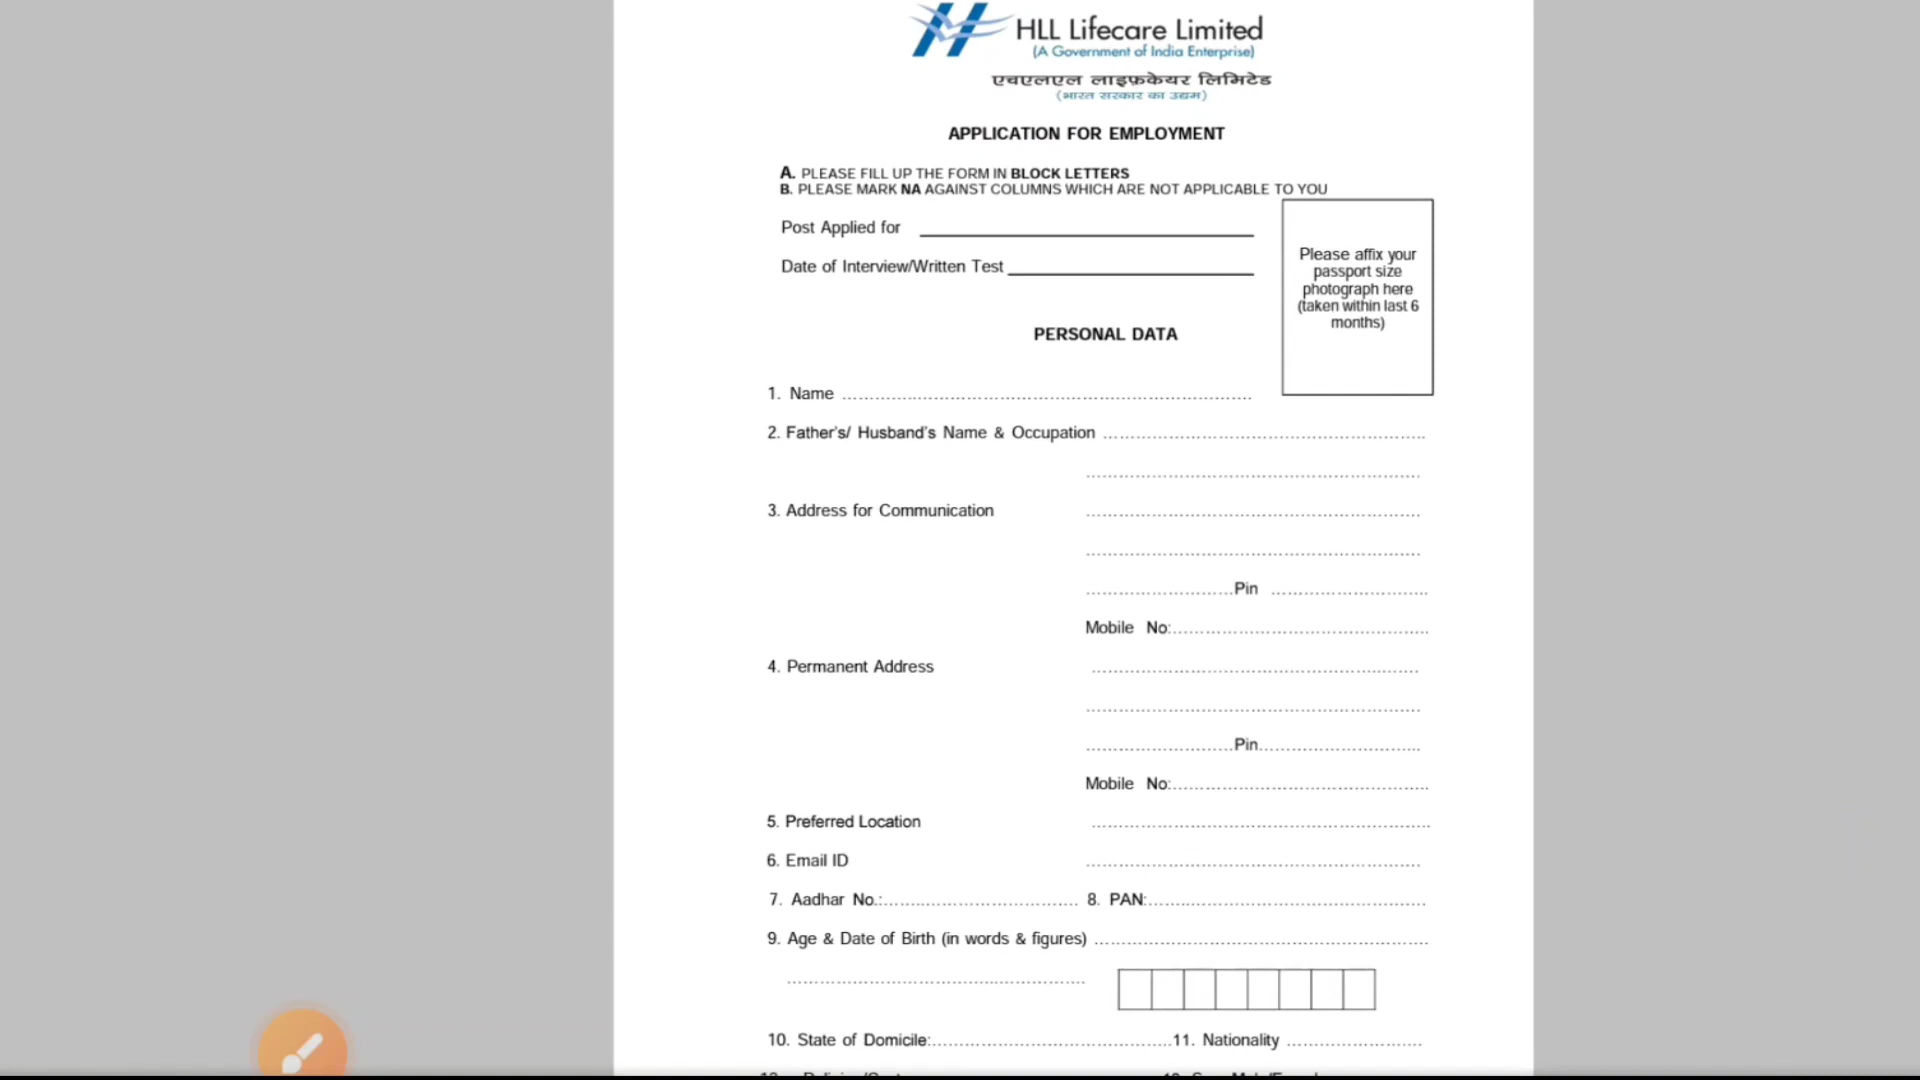 HLL Lifecare Limited
(A Government of India Enterprise)
एचएलएल लाइफ़केयर लिमिटेड
(भारत सरकार का उद्यम)
APPLICATION FOR EMPLOYMENT
A. PLEASE FILL UP THE FORM IN BLOCK LETTERS
B. PLEASE MARK NA AGAINST COLUMNS WHICH ARE NOT APPLICABLE TO YOU
Post Applied for
Date of Interview/Written Test
Please affix your
passport size
photograph here
(taken within last 6
months)
PERSONAL DATA
1. Name
2. Father's/ Husband's Name & Occupation
3. Address for Communication
Pin
Mobile No:
4. Permanent Address
Pin
Mobile No:
5. Preferred Location
6. Email ID
7. Aadhar No.: 8. PAN:
9. Age & Date of Birth (in words & figures)
10. State of Domicile: 11. Nationality